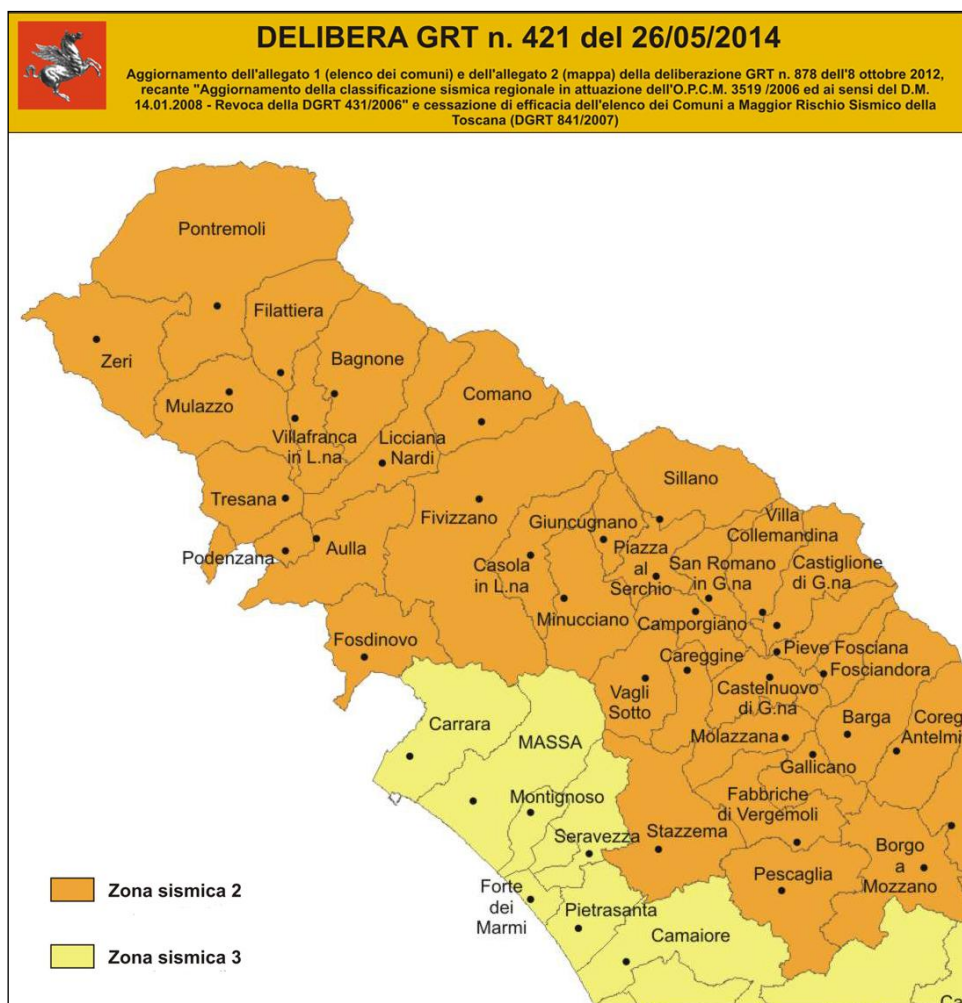 DELIBERA GRT n. 421 del 26/05/2014
Aggiornamento dell'allegato 1 (elenco dei comuni) e dell'allegato 2 (mappa) della deliberazione GRT n. 878 dell'8 ottobre 2012,
recante "Aggiornamento della classificazione sismica regionale in attuazione dell'O.P.C.M. 3519 /2006 ed ai sensi del D.M.
14.01.2008 - Revoca della DGRT 431/2006" e cessazione di efficacia dell'elenco dei Comuni a Maggior Rischio Sismico della
Toscana (DGRT 841/2007)
Pontremoli
Filattiera
Zeri
Bagnone
Mulazzo
Comano
Villafranca
in L.na
Licciana
Nardi
Sillano
Tresana
Fivizzano
Giuncugnano
Villa
Collemandina
Podenzana
Aulla
Casola
in L.na
Piazza
al
Serchio
San Romano
in G.na
Castiglione
di G.na
Minucciano
Camporgiano
Fosdinovo
Careggine
Pieve Fosciana
Fosciandora
Vagli
Sotto
Castelnuovo
di G.na
Carrara
MASSA
Molazzana
Barga
Coreg
Antelmi
Gallicano
Montignoso
Fabbriche
di Vergemoli
Seravezza
Stazzema
Borgo
a
Mozzano
Pescaglia
Zona sismica 2
Forte
dei
Marmi
Pietrasanta
Camaiore
Zona sismica 3
Ca